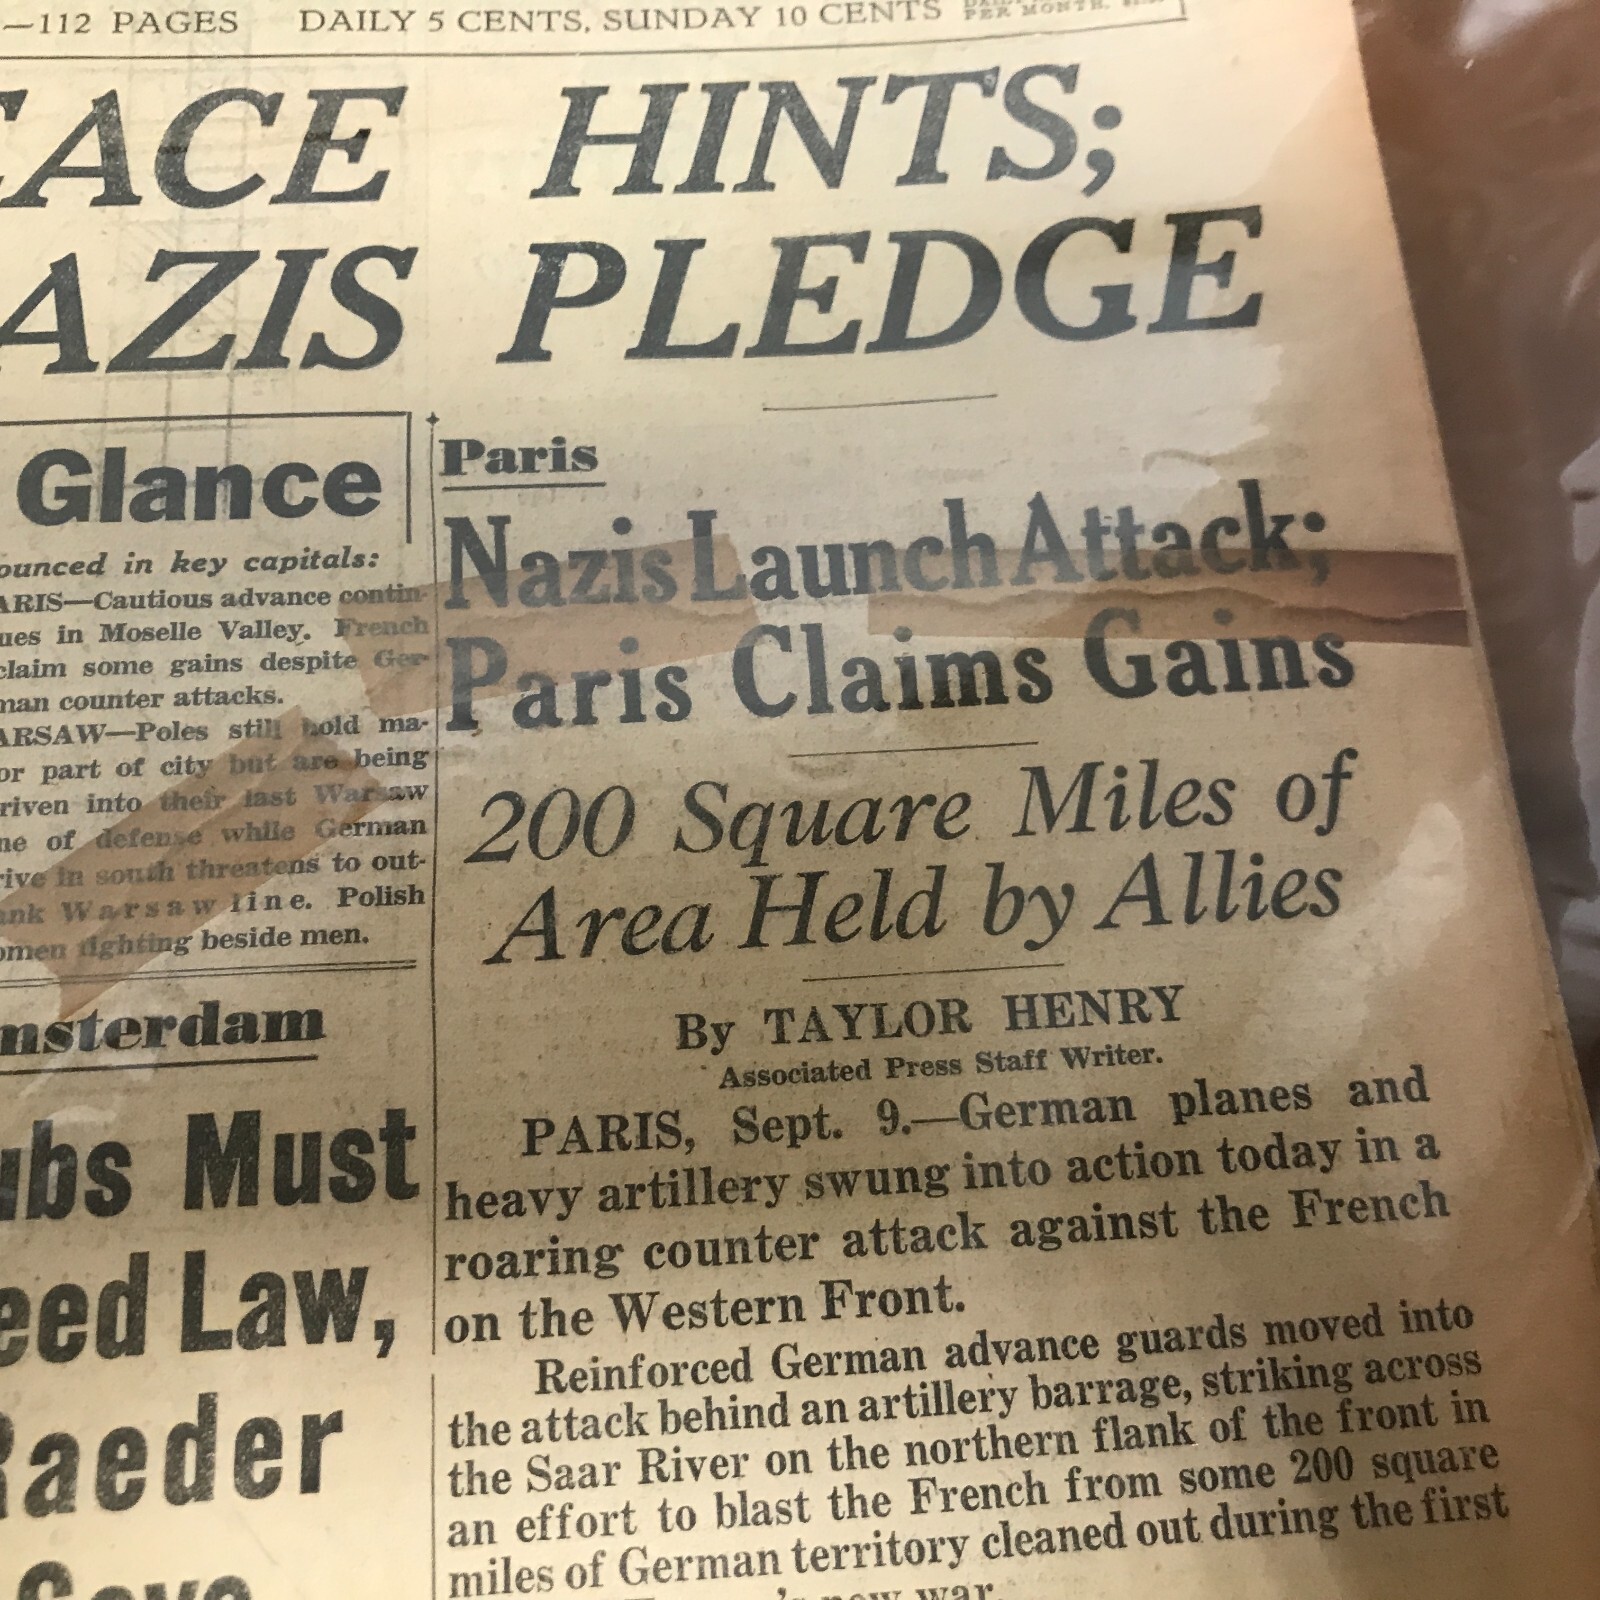 —112 PAGES DAILY 5 CENTS, SUNDAY 10 CENTS
PER MONTH,
EACE HINTS;
AZIS PLEDGE
Glance
ounced in key capitals:
ARIS—Cautious advance contin-
ues in Moselle Valley. French
claim some gains despite Ger-
man counter attacks.
ARSAW—Poles still hold ma-
or part of city but are being
riven into their last Warsaw
ne of defense while German
rive in south threatens to out-
ank Warsaw line. Polish
omen fighting beside men.
msterdam
ubs Must
eed Law,
Raeder
Paris
Nazis Launch Attack;
Paris Claims Gains
200 Square Miles of
Area Held by Allies
By TAYLOR HENRY
Associated Press Staff Writer.
PARIS, Sept. 9.—German planes and
heavy artillery swung into action today in a
roaring counter attack against the French
on the Western Front.
Reinforced German advance guards moved into
the attack behind an artillery barrage, striking across
the Saar River on the northern flank of the front in
an effort to blast the French from some 200 square
miles of German territory cleaned out during the first
new war.